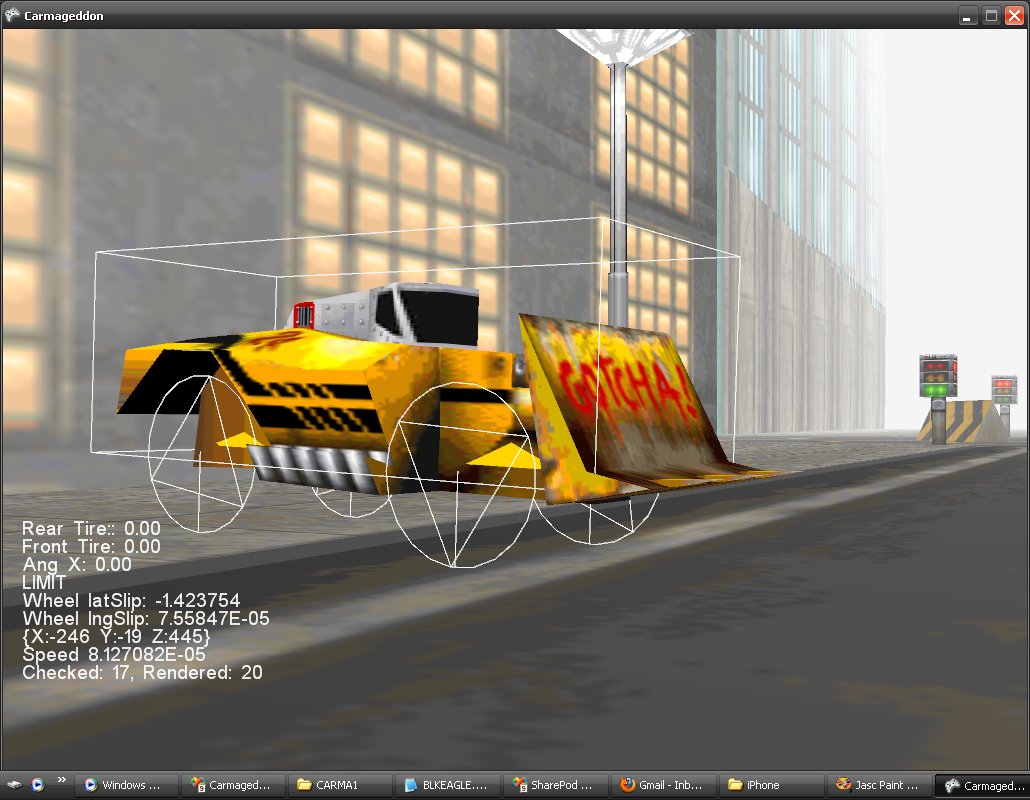 Carmageddon
GOTCHA!
Rear Tire:: 0.00
Front Tire: 0.00
Ang X: 0.00
LIMIT
Wheel latSlip: -1.423754
Wheel lngSlip: 7.55847E-05
{X:-246 Y:-19 Z:445}
Speed 8.127082E-05
Checked: 17, Rendered: 20
» Windows ... Carmaged... CARMA1 BLKEAGLE.... SharePod ... Gmail - Inb... iPhone Jasc Paint ... Carmaged...